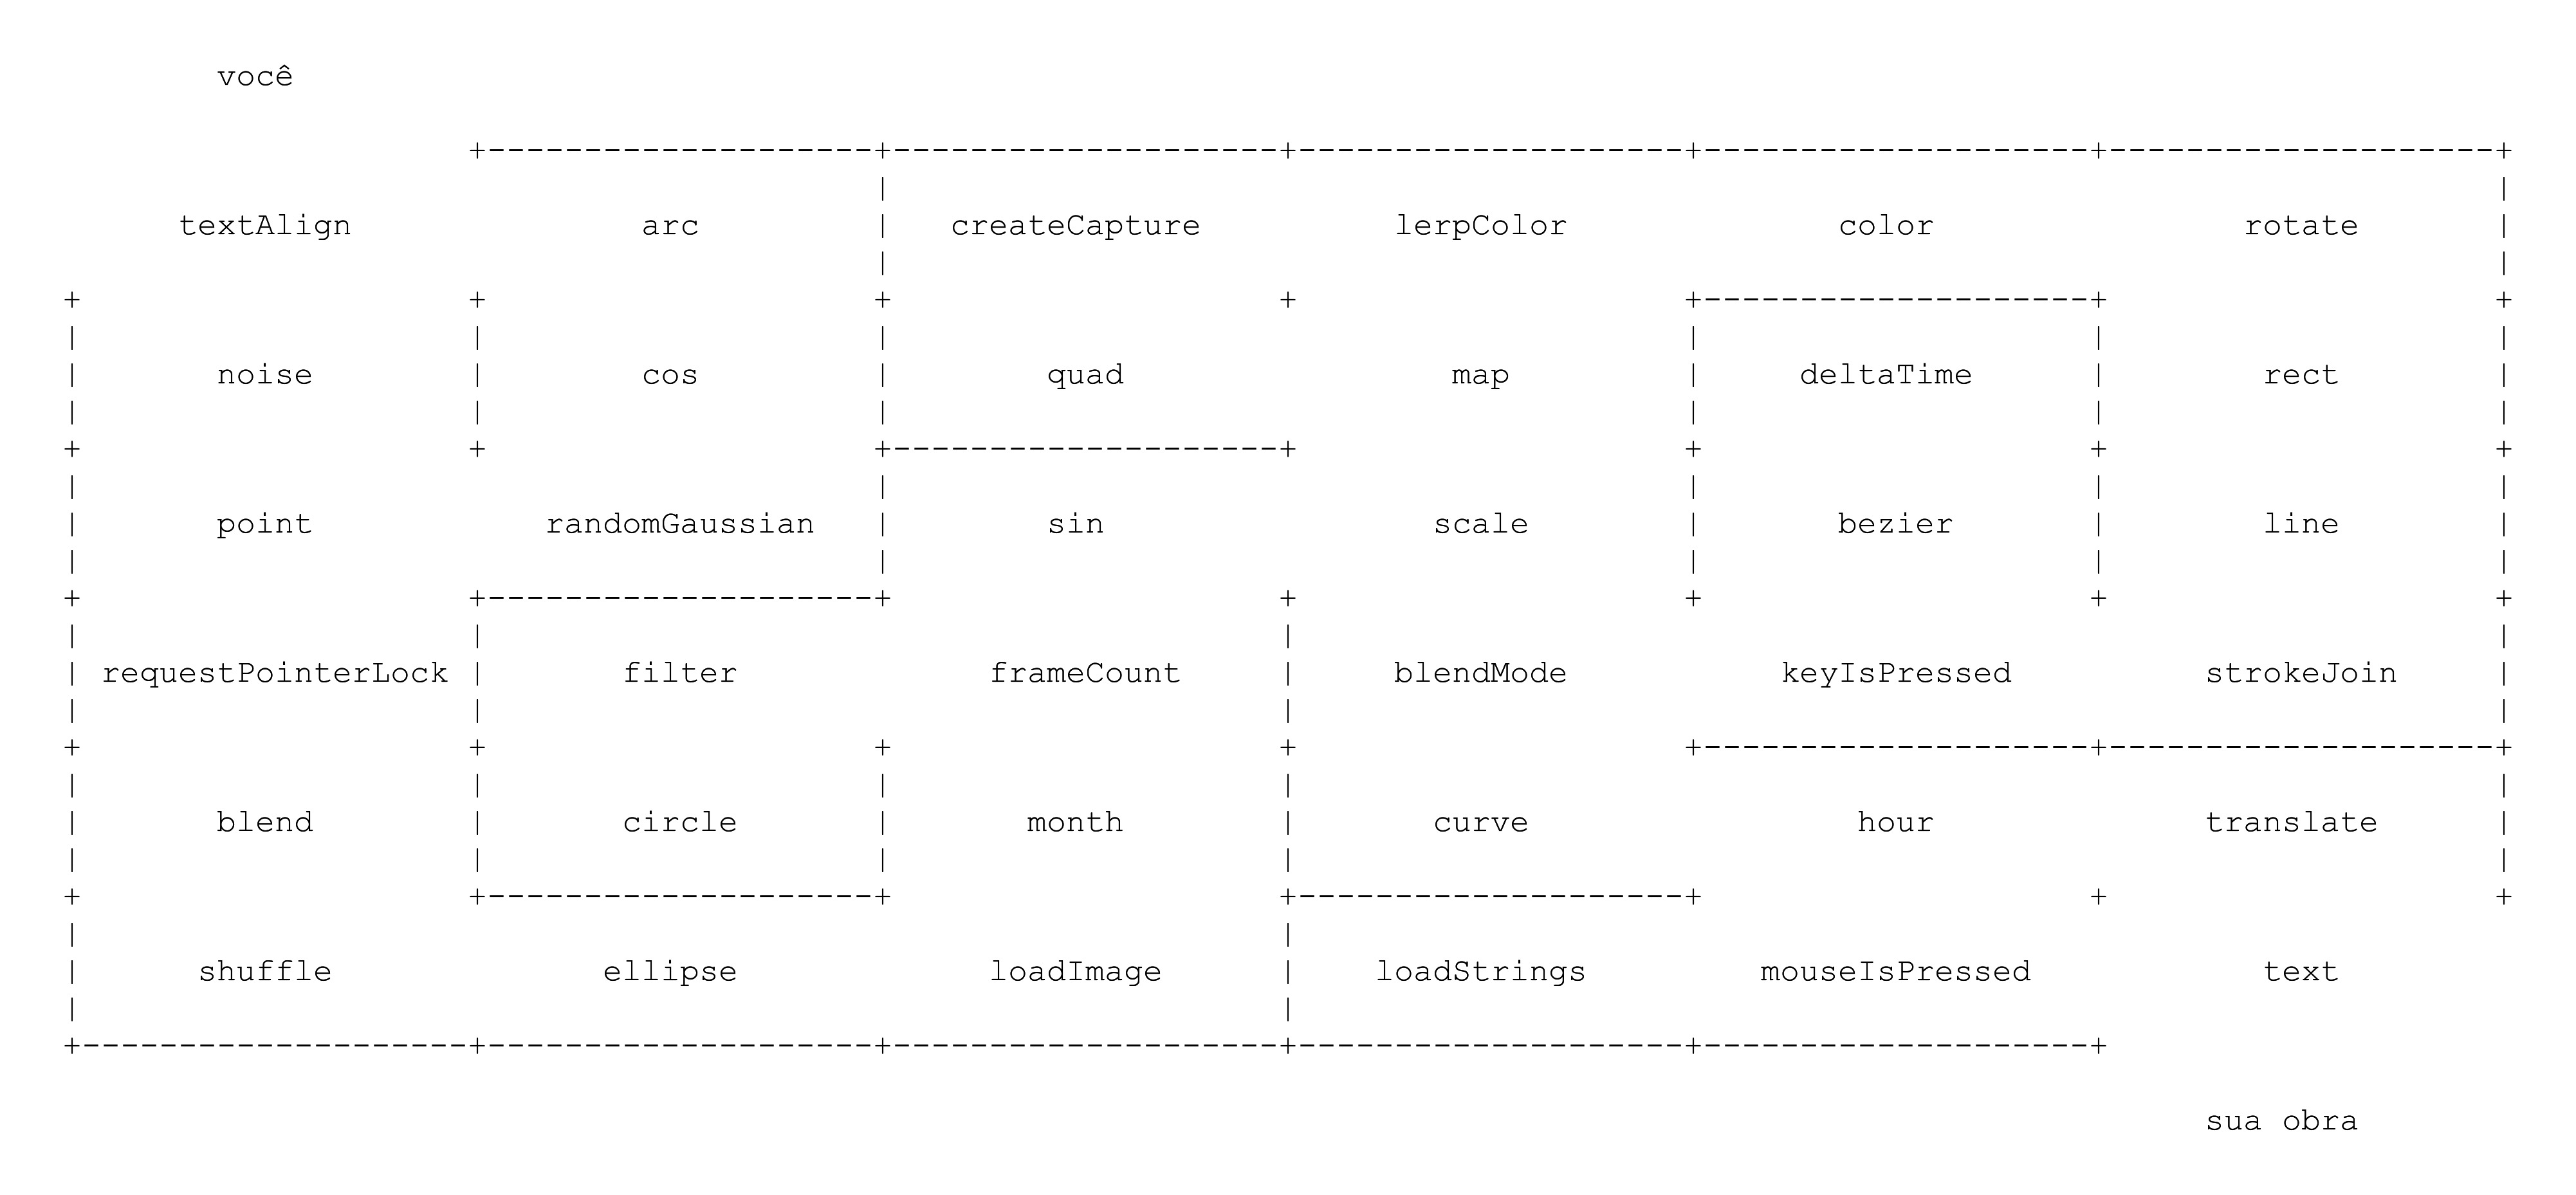 você
textAlign arc createCapture lerpColor color rotate
noise cos quad map deltaTime rect
point randomGaussian sin scale bezier line
requestPointerLock filter frameCount blendMode keyIsPressed strokeJoin
blend circle month curve hour translate
shuffle ellipse loadImage loadStrings mouseIsPressed text
sua obra